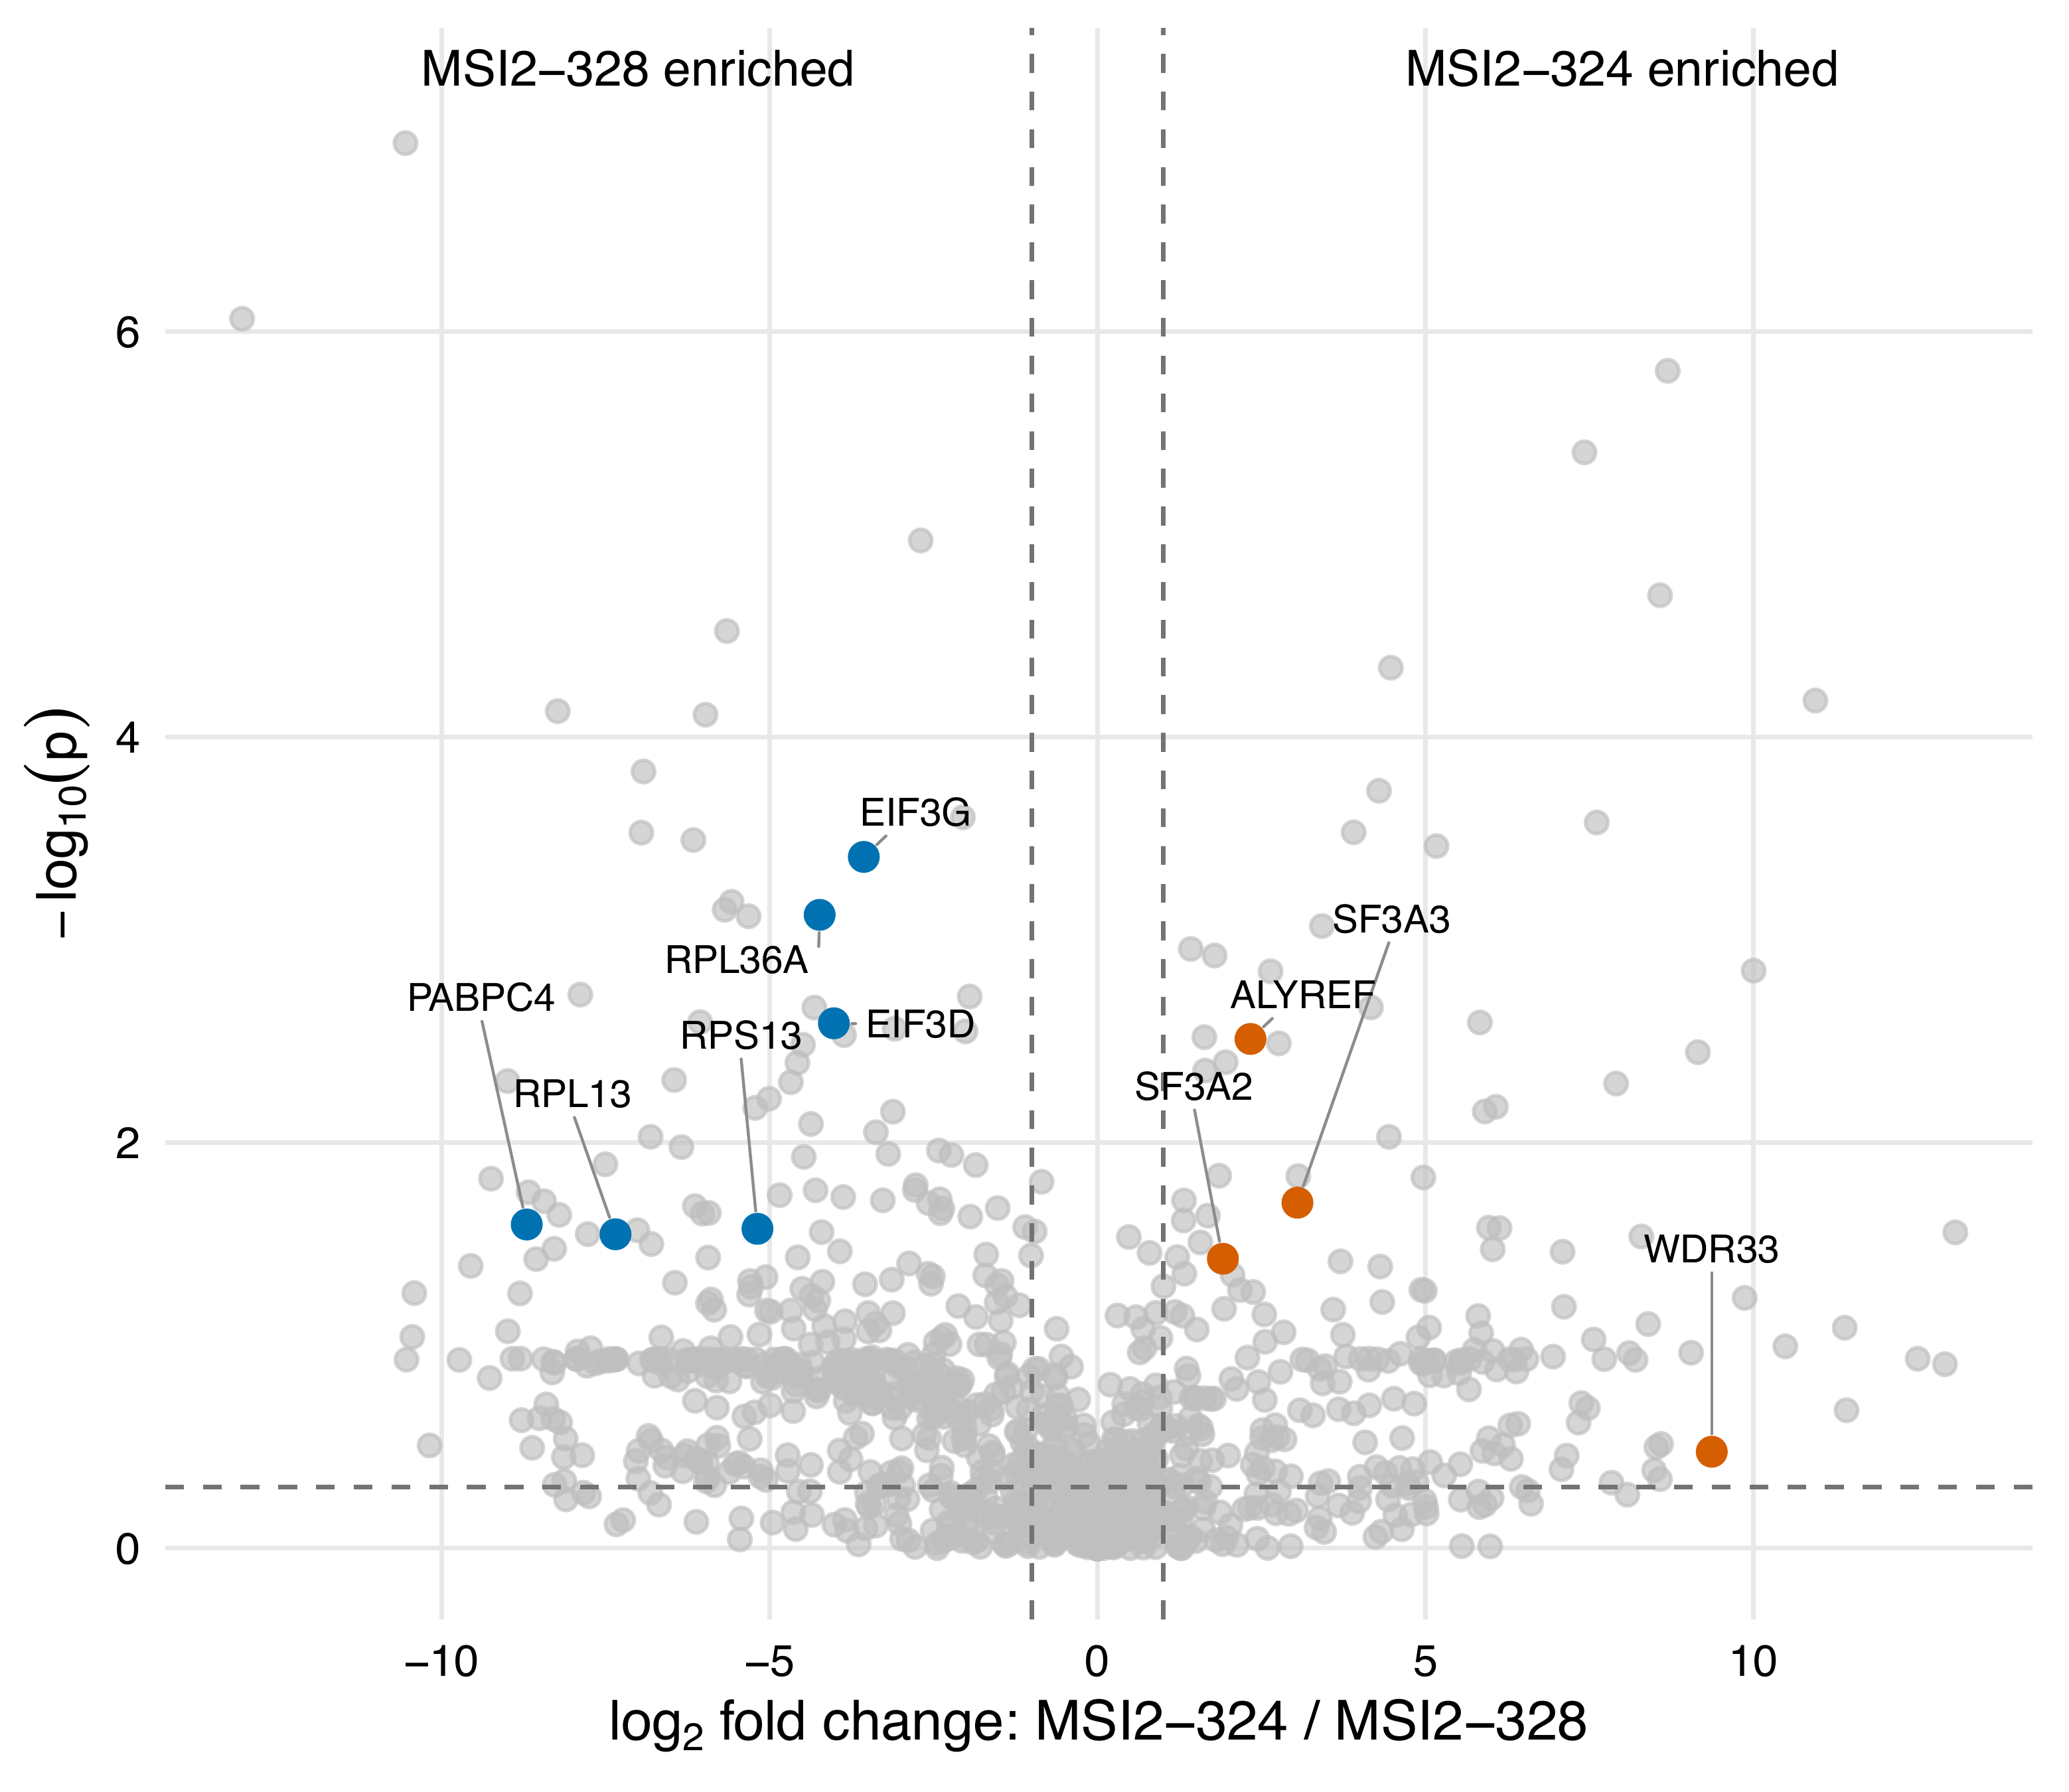 MSI2−328 enriched
MSI2−324 enriched
6
4
2
0
−log10(p)
EIF3G
RPL36A
SF3A3
PABPC4
ALYREF
RPS13
EIF3D
RPL13
SF3A2
WDR33
−10
−5
0
5
10
log2 fold change: MSI2−324 / MSI2−328